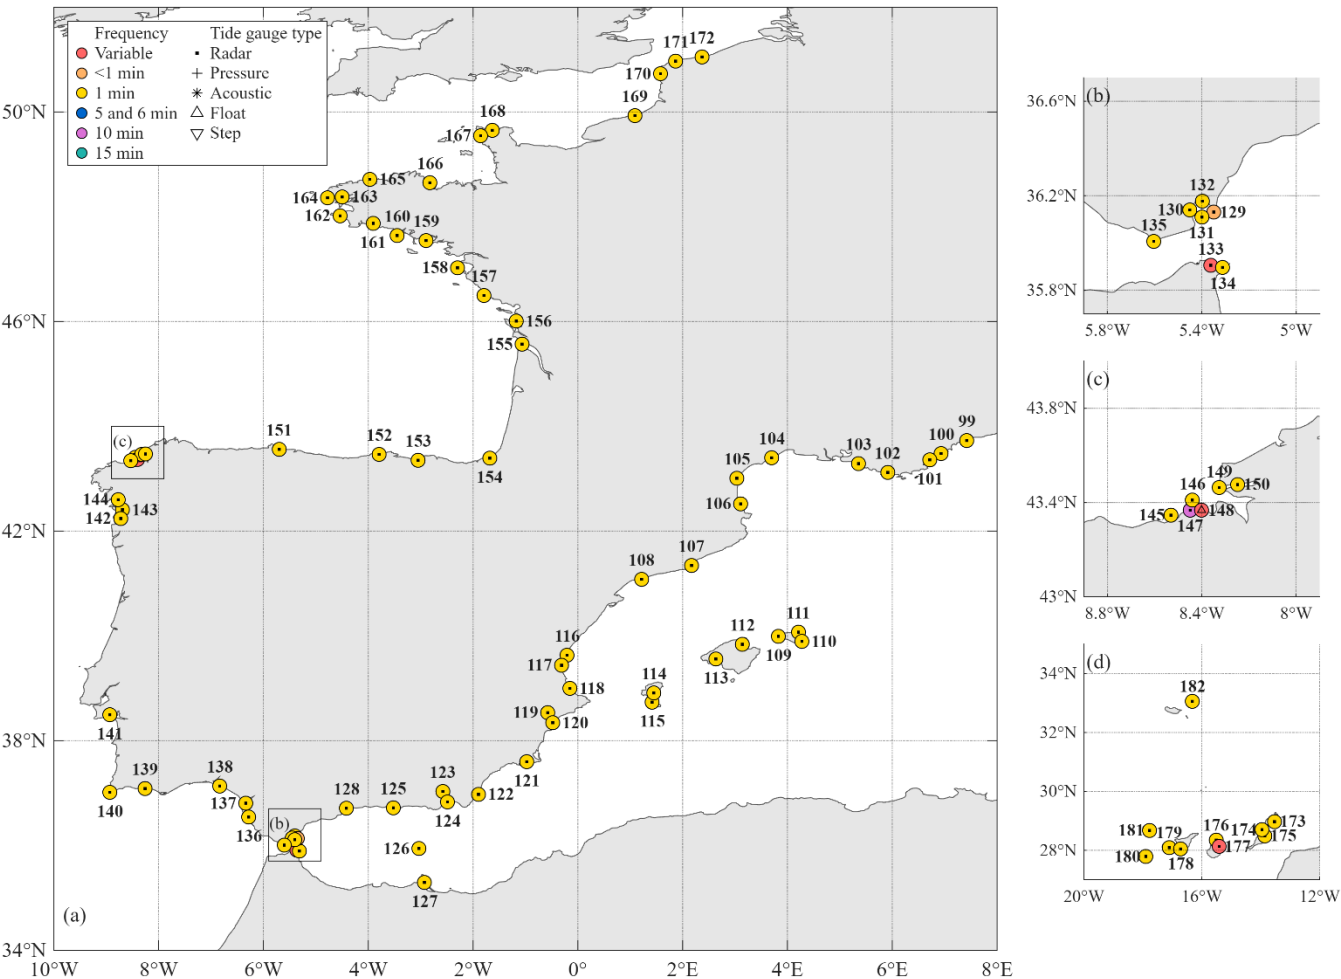 Frequency Tide gauge type
Variable Radar
<1 min Pressure
1 min Acoustic
5 and 6 min Float
10 min Step
15 min
171 172
170
169
168
167
166
165
164 163
162
160 159
161
158 157
156
155
50°N
46°N
42°N
38°N
34°N
(c)
151 152 153 154
144 143
142
99
100
101
102
103
104
105
106
107
108
112 111
109 110
113
114
115
116
117
118
119 120
121
123
122
124
125
128
126
127
138
139
137
136
140
141
(b)
(a)
10°W 8°W 6°W 4°W 2°W 0° 2°E 4°E 6°E 8°E
(b)
36.6°N
36.2°N
35.8°N
132
130 129
131
135
133
134
5.8°W 5.4°W 5°W
(c)
43.8°N
43.4°N
43°N
149
146 150
145 148
147
8.8°W 8.4°W 8°W
(d)
34°N
32°N
30°N
28°N
182
181 179 176 174 173
177 175
180 178
20°W 16°W 12°W